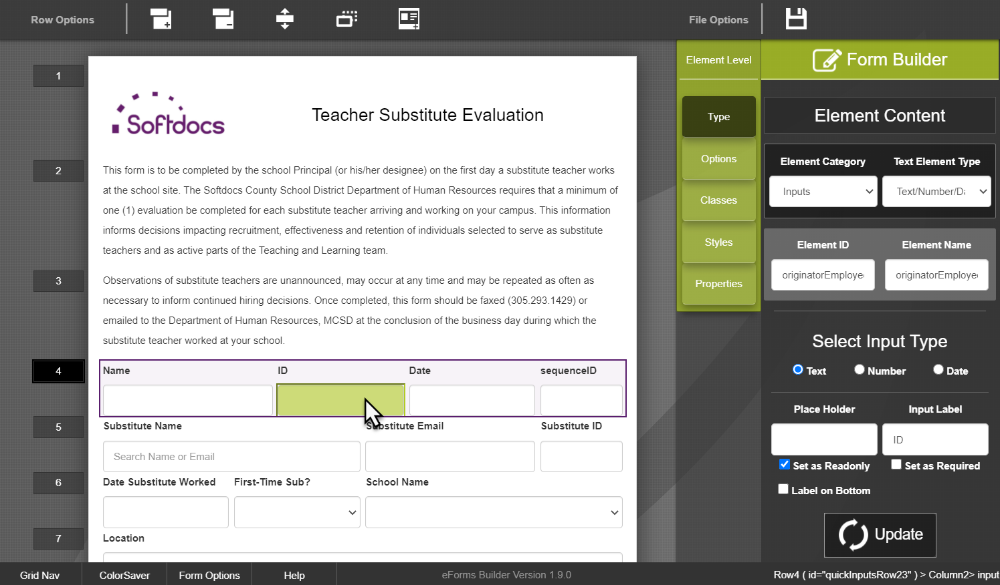 Row Options
File Options
Element Level
Form Builder
1
Softdocs
Teacher Substitute Evaluation
Type
Element Content
2
This form is to be completed by the school Principal (or his/her designee) on the first day a substitute teacher works
at the school site. The Softdocs County School District Department of Human Resources requires that a minimum of
one (1) evaluation be completed for each substitute teacher arriving and working on your campus. This information
informs decisions impacting recruitment, effectiveness and retention of individuals selected to serve as substitute
teachers and as active parts of the Teaching and Learning team.
Options
Classes
Styles
Properties
Element Category
Text Element Type
Inputs
Text/Number/Da
Element ID
Element Name
originatorEmployee
originatorEmployee
3
Observations of substitute teachers are unannounced, may occur at any time and may be repeated as often as
necessary to inform continued hiring decisions. Once completed, this form should be faxed (305.293.1429) or
emailed to the Department of Human Resources, MCSD at the conclusion of the business day during which the
substitute teacher worked at your school.
Select Input Type
Text
Number
Date
4
Name
ID
Date
sequenceID
Place Holder
Input Label
ID
5
Substitute Name
Substitute Email
Substitute ID
Search Name or Email
Set as Readonly
Set as Required
Label on Bottom
6
Date Substitute Worked
First-Time Sub?
School Name
Update
7
Location
Grid Nav
ColorSaver
Form Options
Help
eForms Builder Version 1.9.0
Row4 ( id="quickInputsRow23" ) > Column2> input